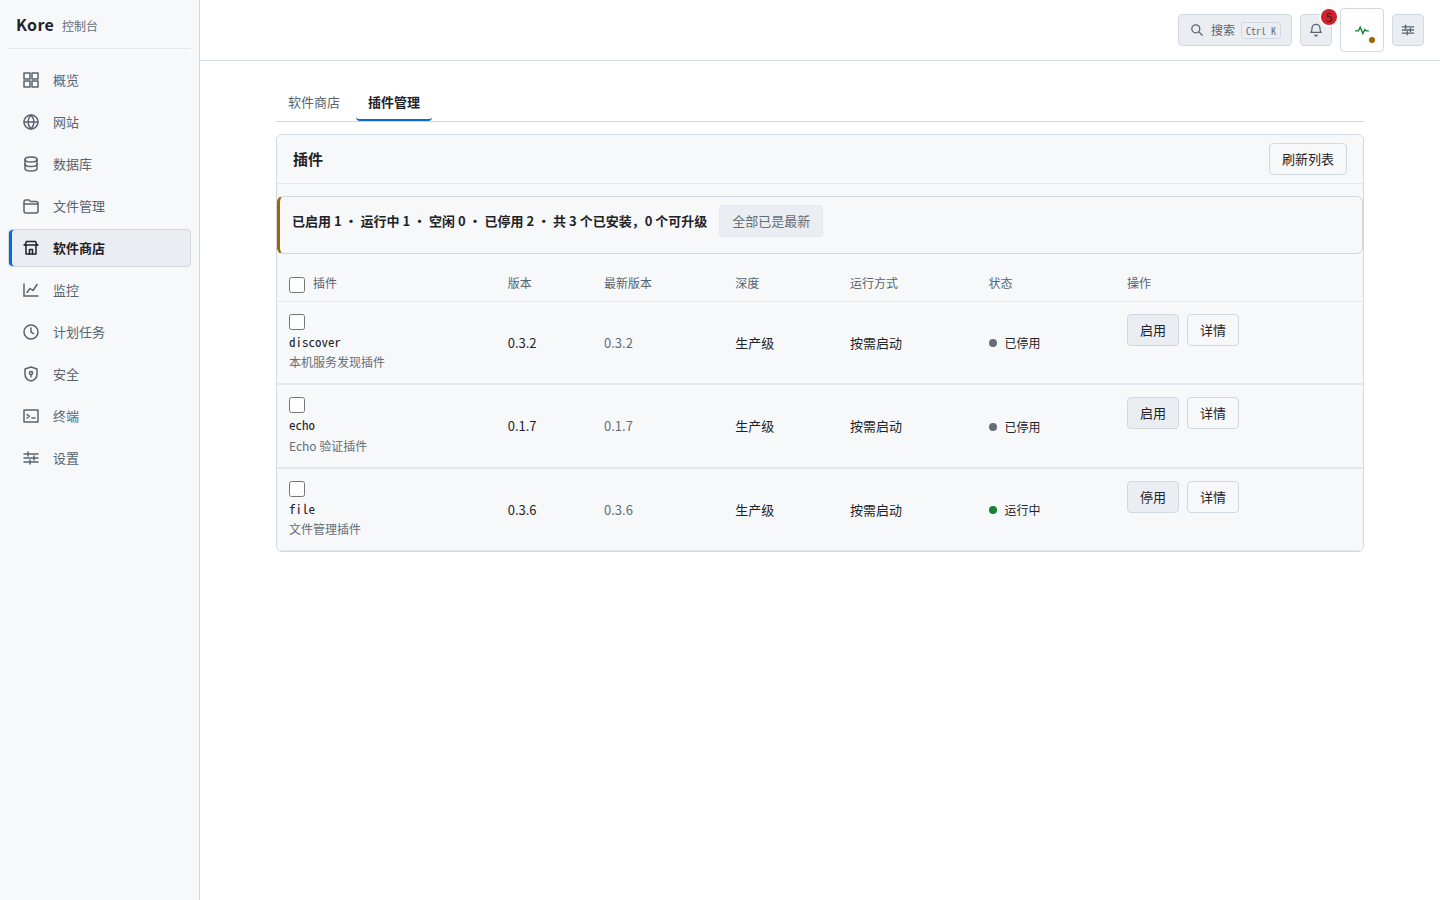 Kore 控制台
概览
网站
数据库
文件管理
软件商店
监控
计划任务
安全
终端
设置
搜索 Ctrl K
5
软件商店 插件管理
插件 刷新列表
已启用 1 · 运行中 1 · 空闲 0 · 已停用 2 · 共 3 个已安装，0 个可升级 全部已是最新
插件 版本 最新版本 深度 运行方式 状态 操作
discover 0.3.2 0.3.2 生产级 按需启动 已停用 启用 详情
本机服务发现插件
echo 0.1.7 0.1.7 生产级 按需启动 已停用 启用 详情
Echo 验证插件
file 0.3.6 0.3.6 生产级 按需启动 运行中 停用 详情
文件管理插件